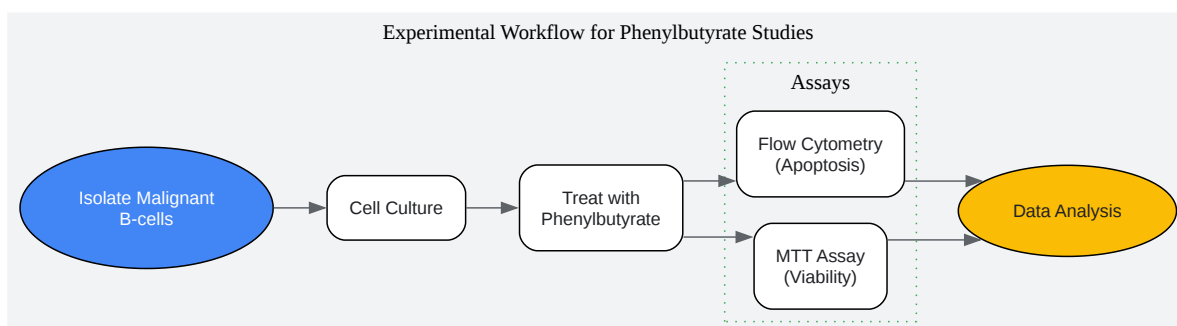 Experimental Workflow for Phenylbutyrate Studies
Assays
Isolate Malignant
B-cells
Cell Culture
Treat with
Phenylbutyrate
Flow Cytometry
(Apoptosis)
MTT Assay
(Viability)
Data Analysis